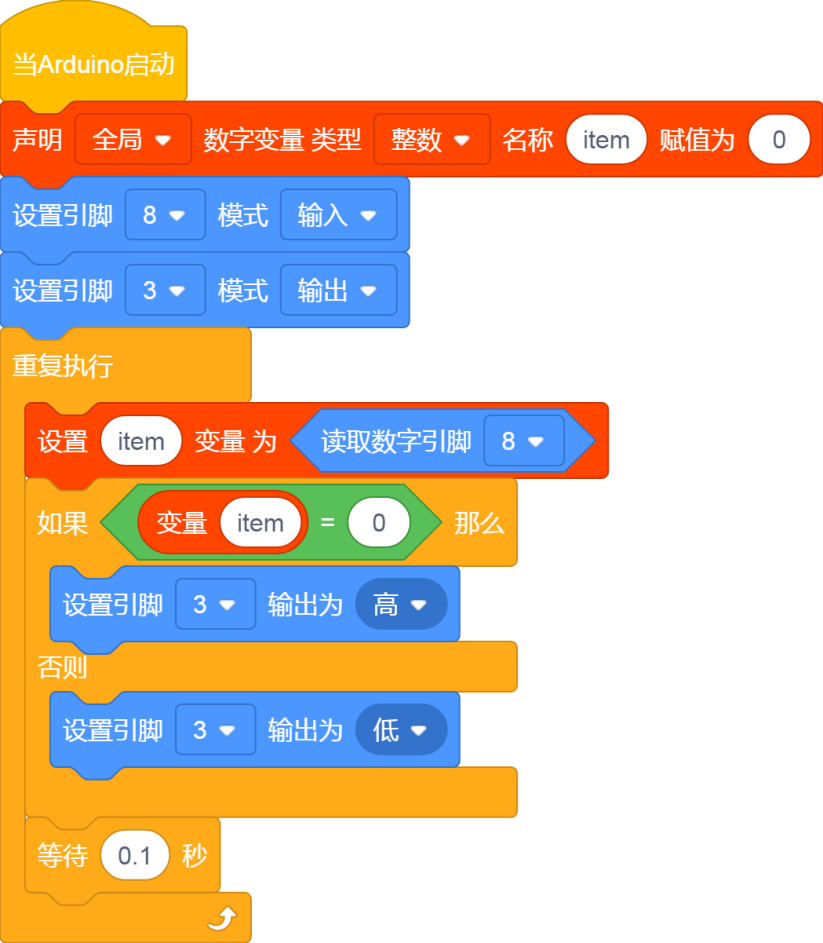 当Arduino启动
声明 全局 数字变量 类型 整数 名称 item 赋值为 0
设置引脚 8 模式 输入
设置引脚 3 模式 输出
重复执行
设置 item 变量 为 读取数字引脚 8
如果 变量 item = 0 那么
设置引脚 3 输出为 高
否则
设置引脚 3 输出为 低
等待 0.1 秒